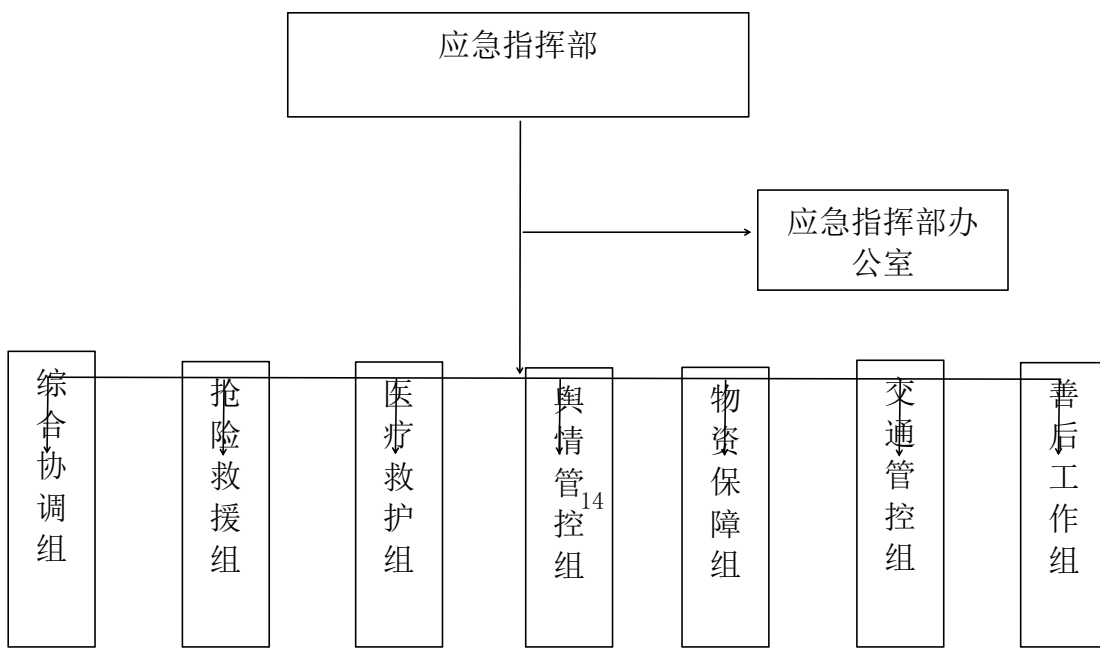 应急指挥部
应急指挥部办
公室
综合协调组
抢险救援组
医疗救护组
舆情管控组
物资保障组
交通管控组
善后工作组
14